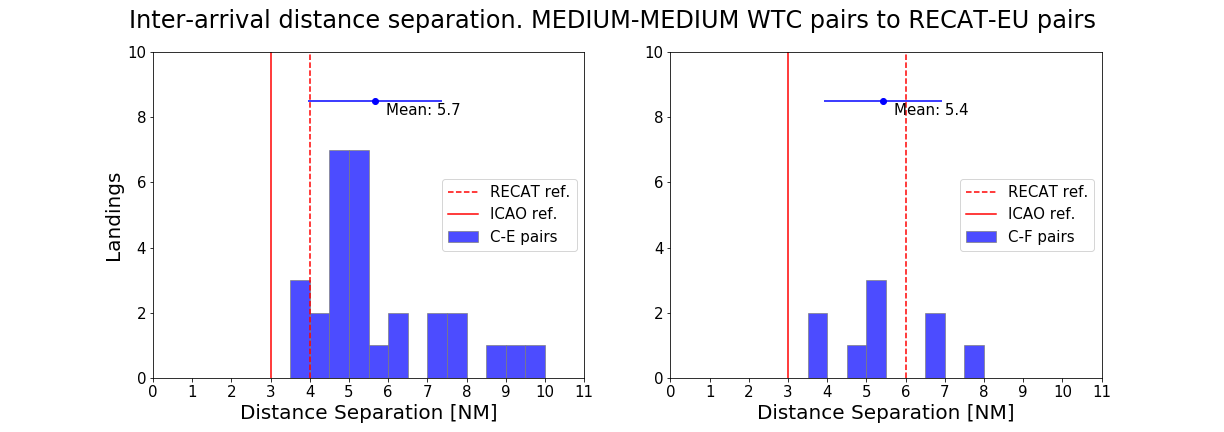 Inter-arrival distance separation. MEDIUM-MEDIUM WTC pairs to RECAT-EU pairs
Landings
10
8
6
4
2
0
Mean: 5.7
RECAT ref.
ICAO ref.
C-E pairs
0 1 2 3 4 5 6 7 8 9 10 11
Distance Separation [NM]
10
8
6
4
2
0
Mean: 5.4
RECAT ref.
ICAO ref.
C-F pairs
0 1 2 3 4 5 6 7 8 9 10 11
Distance Separation [NM]